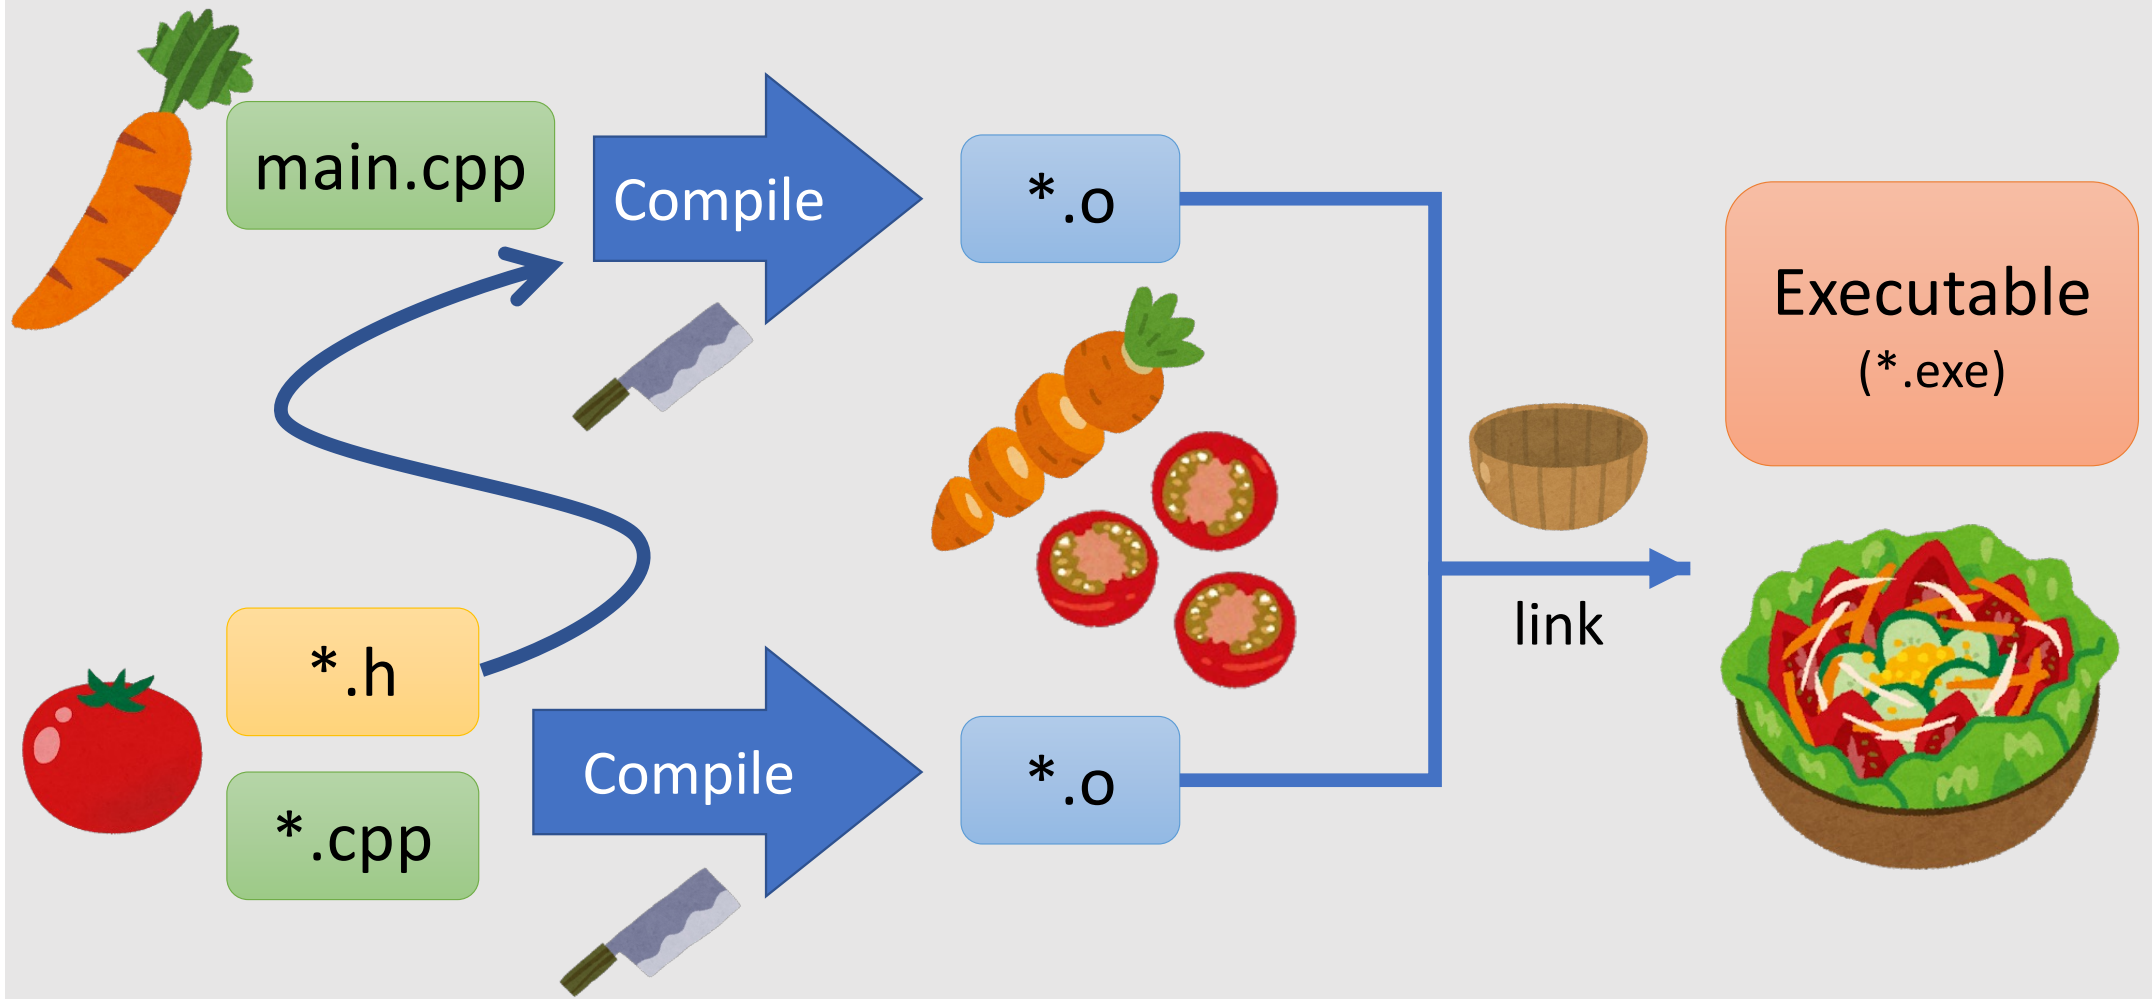 main.cpp
Compile
*.o
Executable
(*.exe)
link
*.h
*.cpp
Compile
*.o